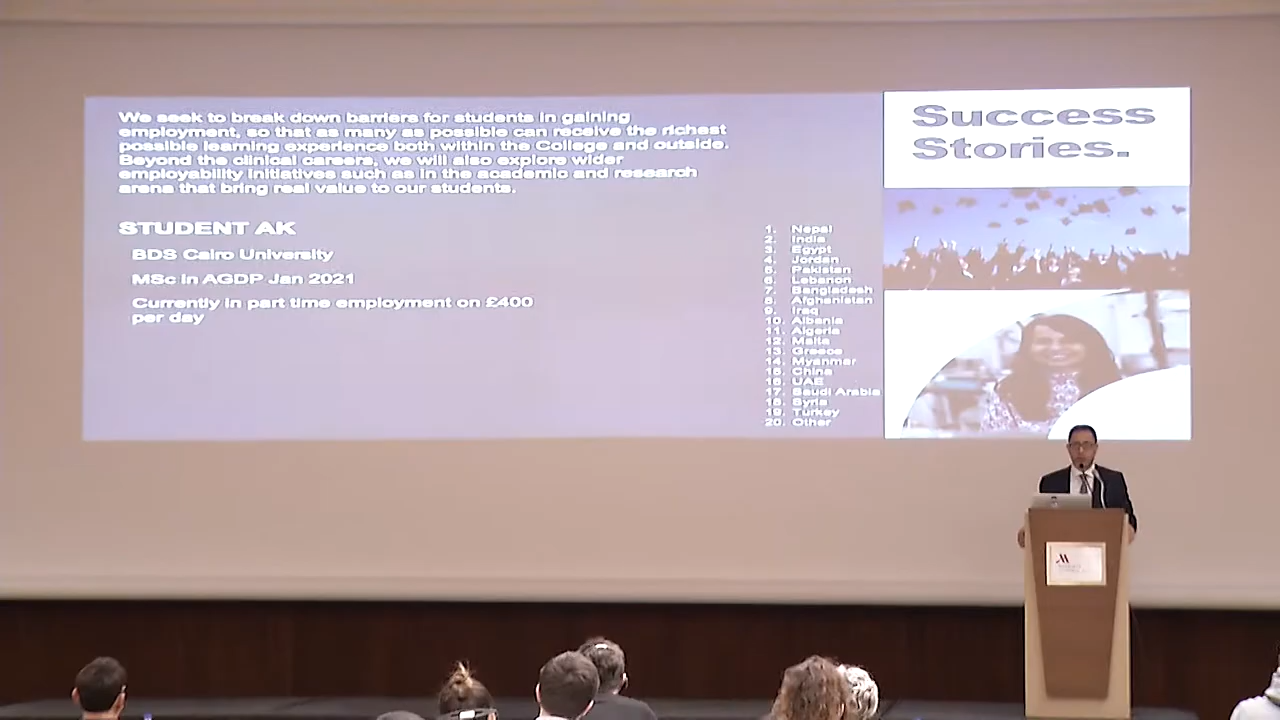 We seek to break down barriers for students in gaining
employment, so that as many as possible can receive the richest
possible learning experience both within the College and outside.
Beyond the clinical careers, we will also explore wider
employability initiatives such as in the academic and research
arena that bring real value to our students.
STUDENT AK
BDS Cairo University
MSc in AGDP Jan 2021
Currently in part time employment on £400
per day
1. Nepal
2. India
3. Egypt
4. Jordan
5. Pakistan
6. Lebanon
7. Bangladesh
8. Afghanistan
9. Iraq
10. Albania
11. Algeria
12. Malta
13. Greece
14. Myanmar
15. China
16. UAE
17. Saudi Arabia
18. Syria
19. Turkey
20. Other
Success
Stories.